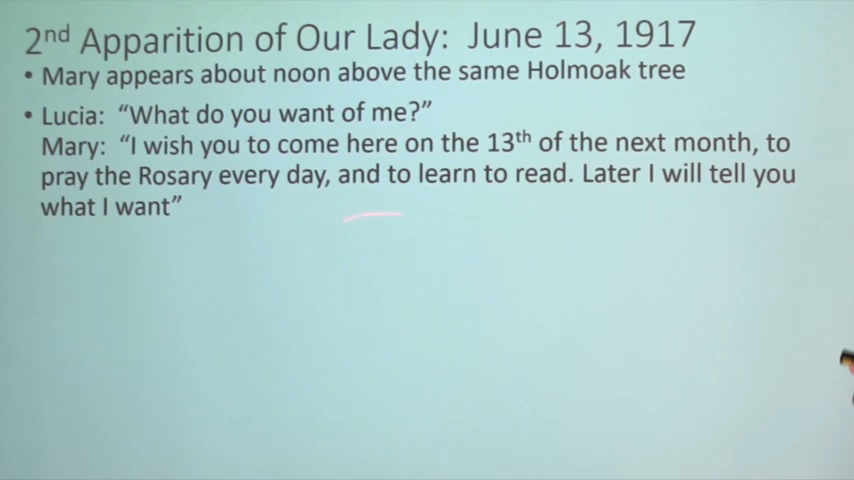 2nd Apparition of Our Lady: June 13, 1917
• Mary appears about noon above the same Holmoak tree
• Lucia: “What do you want of me?”
Mary: “I wish you to come here on the 13th of the next month, to
pray the Rosary every day, and to learn to read. Later I will tell you
what I want”